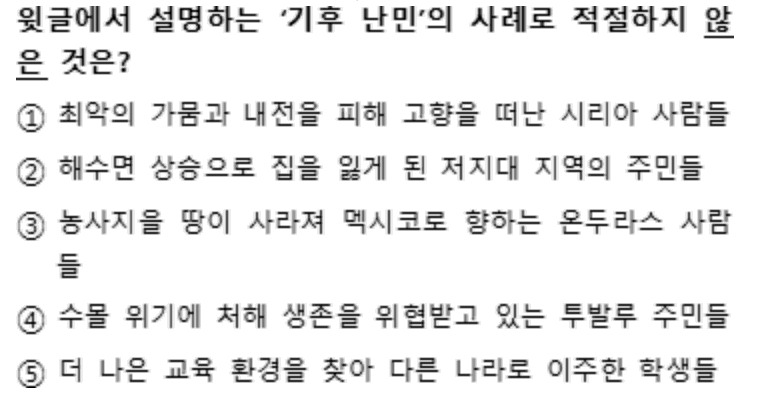 윗글에서 설명하는 '기후 난민'의 사례로 적절하지 않
은 것은?
① 최악의 가뭄과 내전을 피해 고향을 떠난 시리아 사람들
② 해수면 상승으로 집을 잃게 된 저지대 지역의 주민들
③ 농사지을 땅이 사라져 멕시코로 향하는 온두라스 사람
들
④ 수몰 위기에 처해 생존을 위협받고 있는 투발루 주민들
⑤ 더 나은 교육 환경을 찾아 다른 나라로 이주한 학생들